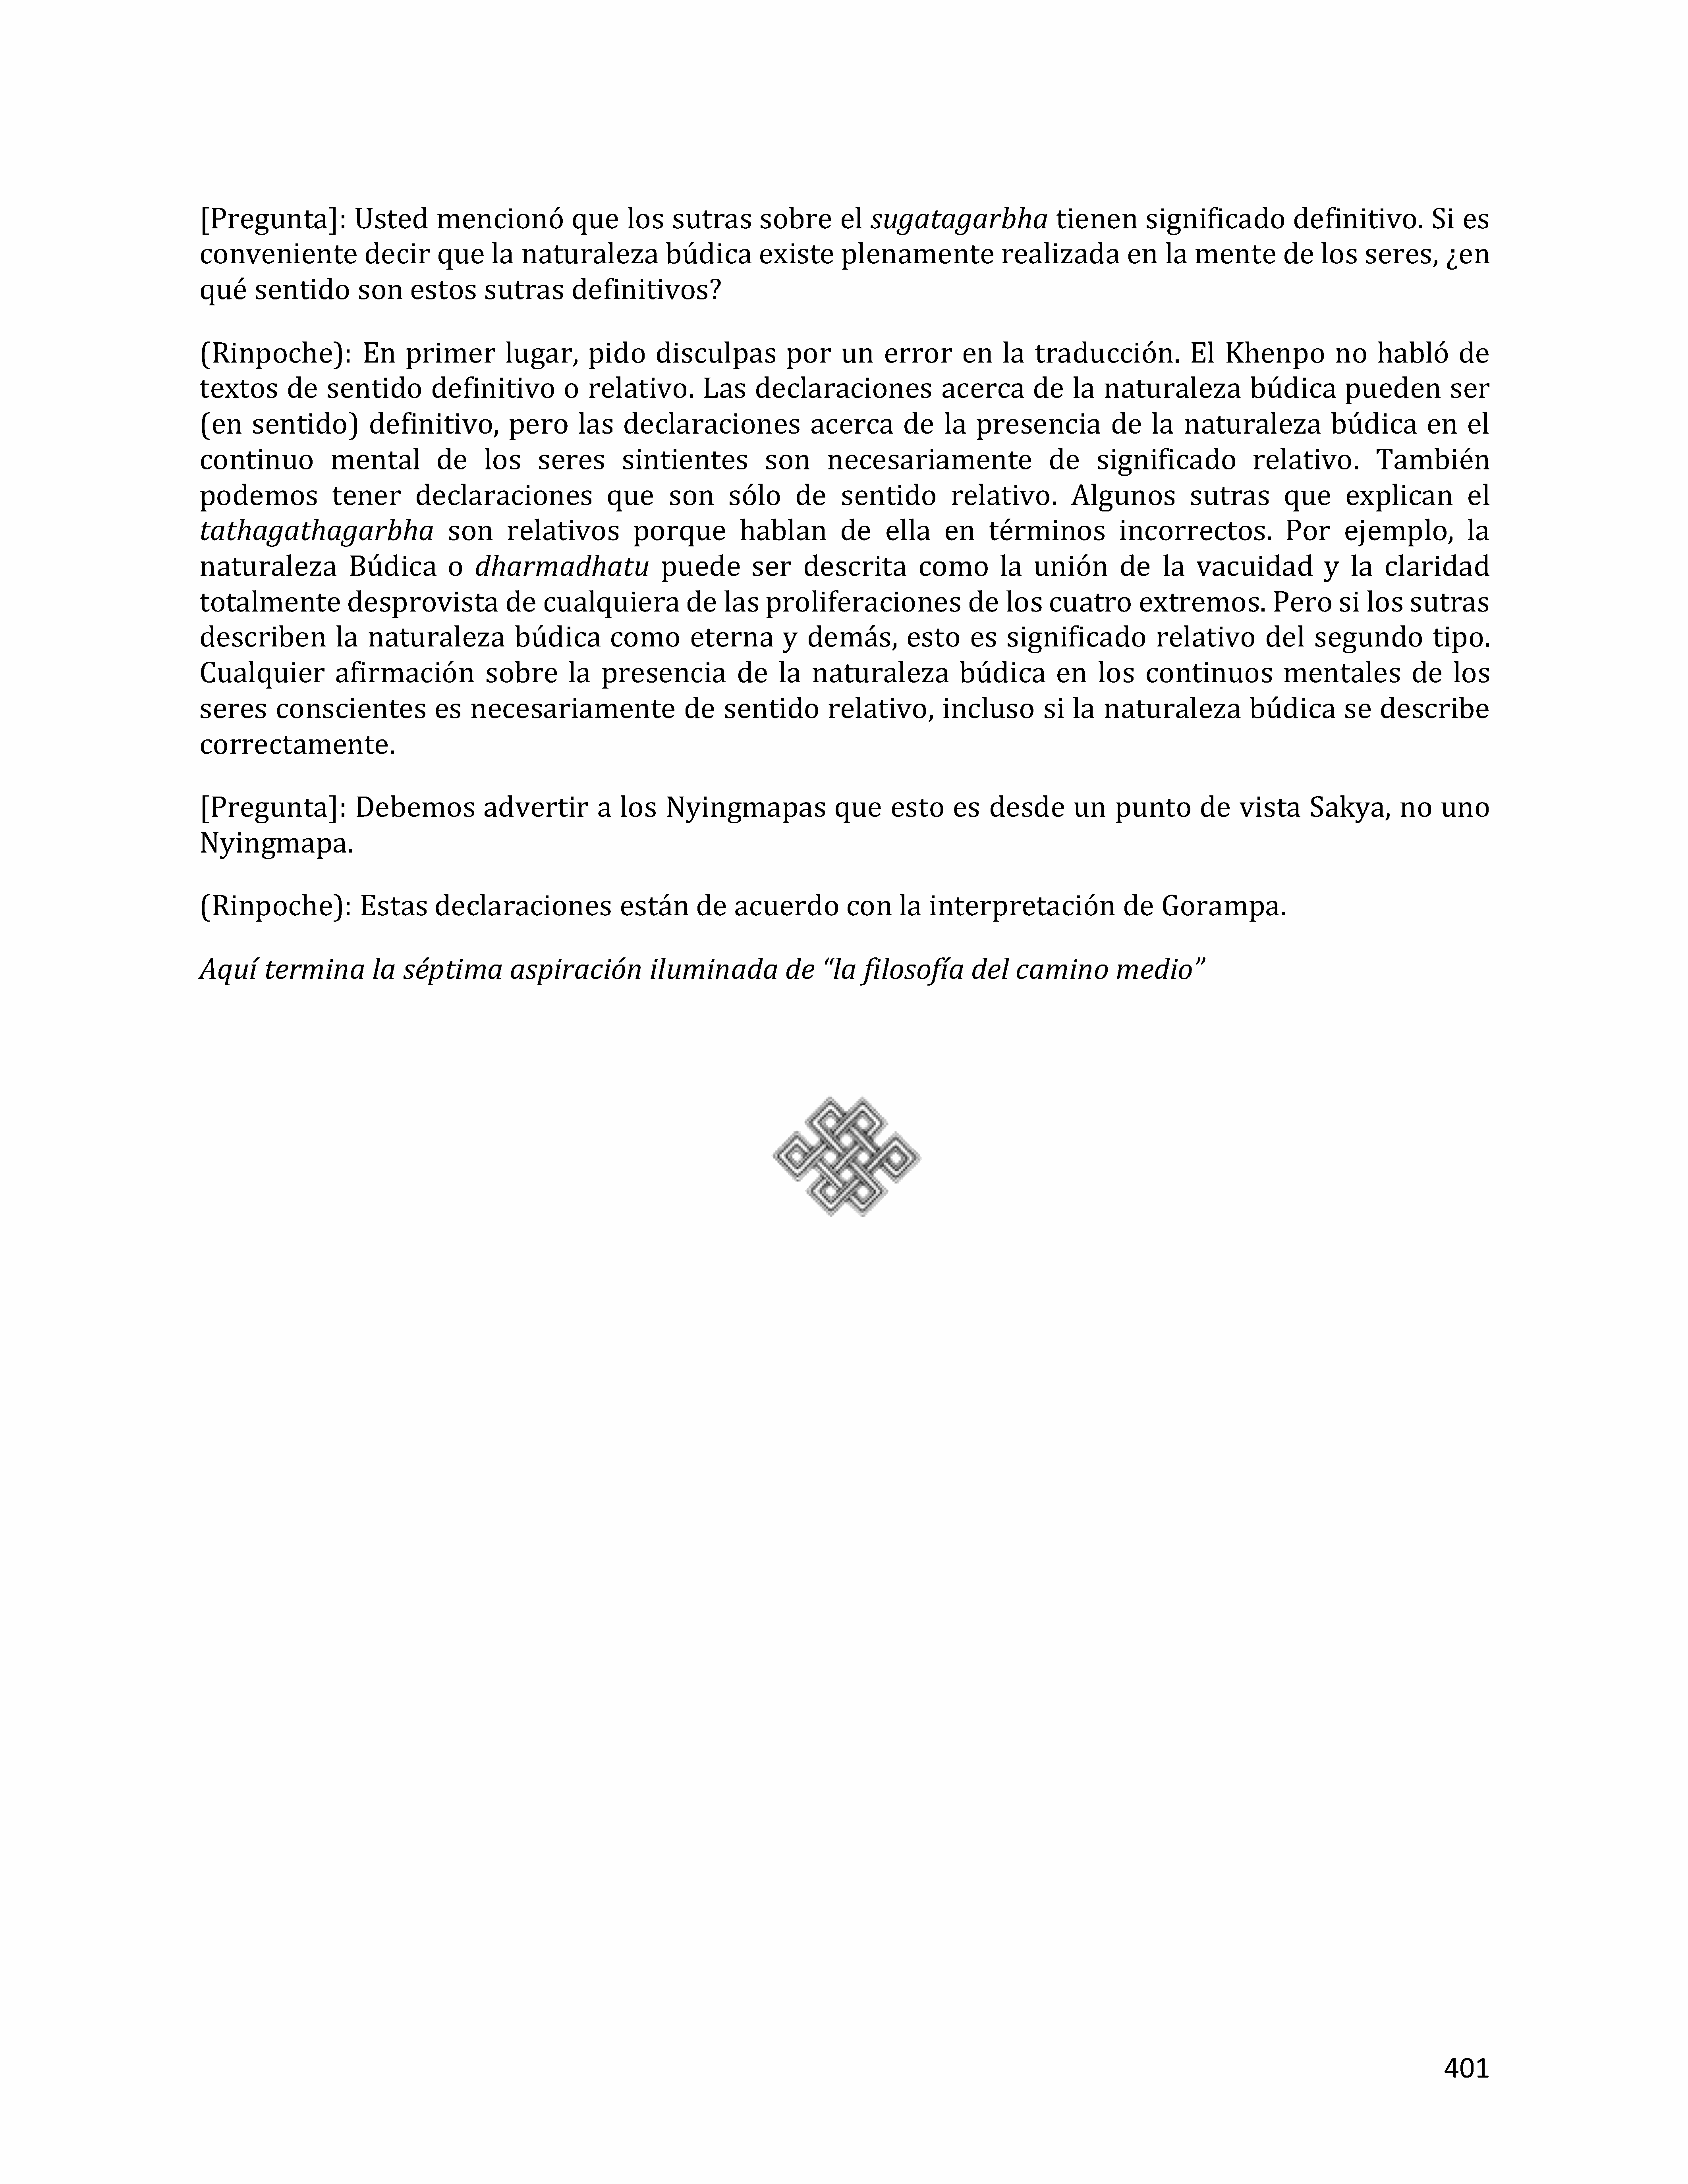 [Pregunta]: Usted mencionó que los sutras sobre el sugatagarbha tienen significado definitivo. Si es
conveniente decir que la naturaleza búdica existe plenamente realizada en la mente de los seres, ¿en
qué sentido son estos sutras definitivos?
(Rinpoche): En primer lugar, pido disculpas por un error en la traducción. El Khenpo no habló de
textos de sentido definitivo o relativo. Las declaraciones acerca de la naturaleza búdica pueden ser
(en sentido) definitivo, pero las declaraciones acerca de la presencia de la naturaleza búdica en el
continuo mental de los seres sintientes son necesariamente de significado relativo. También
podemos tener declaraciones que son sólo de sentido relativo. Algunos sutras que explican el
tathagathagarbha son relativos porque hablan de ella en términos incorrectos. Por ejemplo, la
naturaleza Búdica o dharmadhatu puede ser descrita como la unión de la vacuidad y la claridad
totalmente desprovista de cualquiera de las proliferaciones de los cuatro extremos. Pero si los sutras
describen la naturaleza búdica como eterna y demás, esto es significado relativo del segundo tipo.
Cualquier afirmación sobre la presencia de la naturaleza búdica en los continuos mentales de los
seres conscientes es necesariamente de sentido relativo, incluso si la naturaleza búdica se describe
correctamente.
[Pregunta]: Debemos advertir a los Nyingmapas que esto es desde un punto de vista Sakya, no uno
Nyingmapa.
(Rinpoche): Estas declaraciones están de acuerdo con la interpretación de Gorampa.
Aquí termina la séptima aspiración iluminada de “la filosofía del camino medio”
401